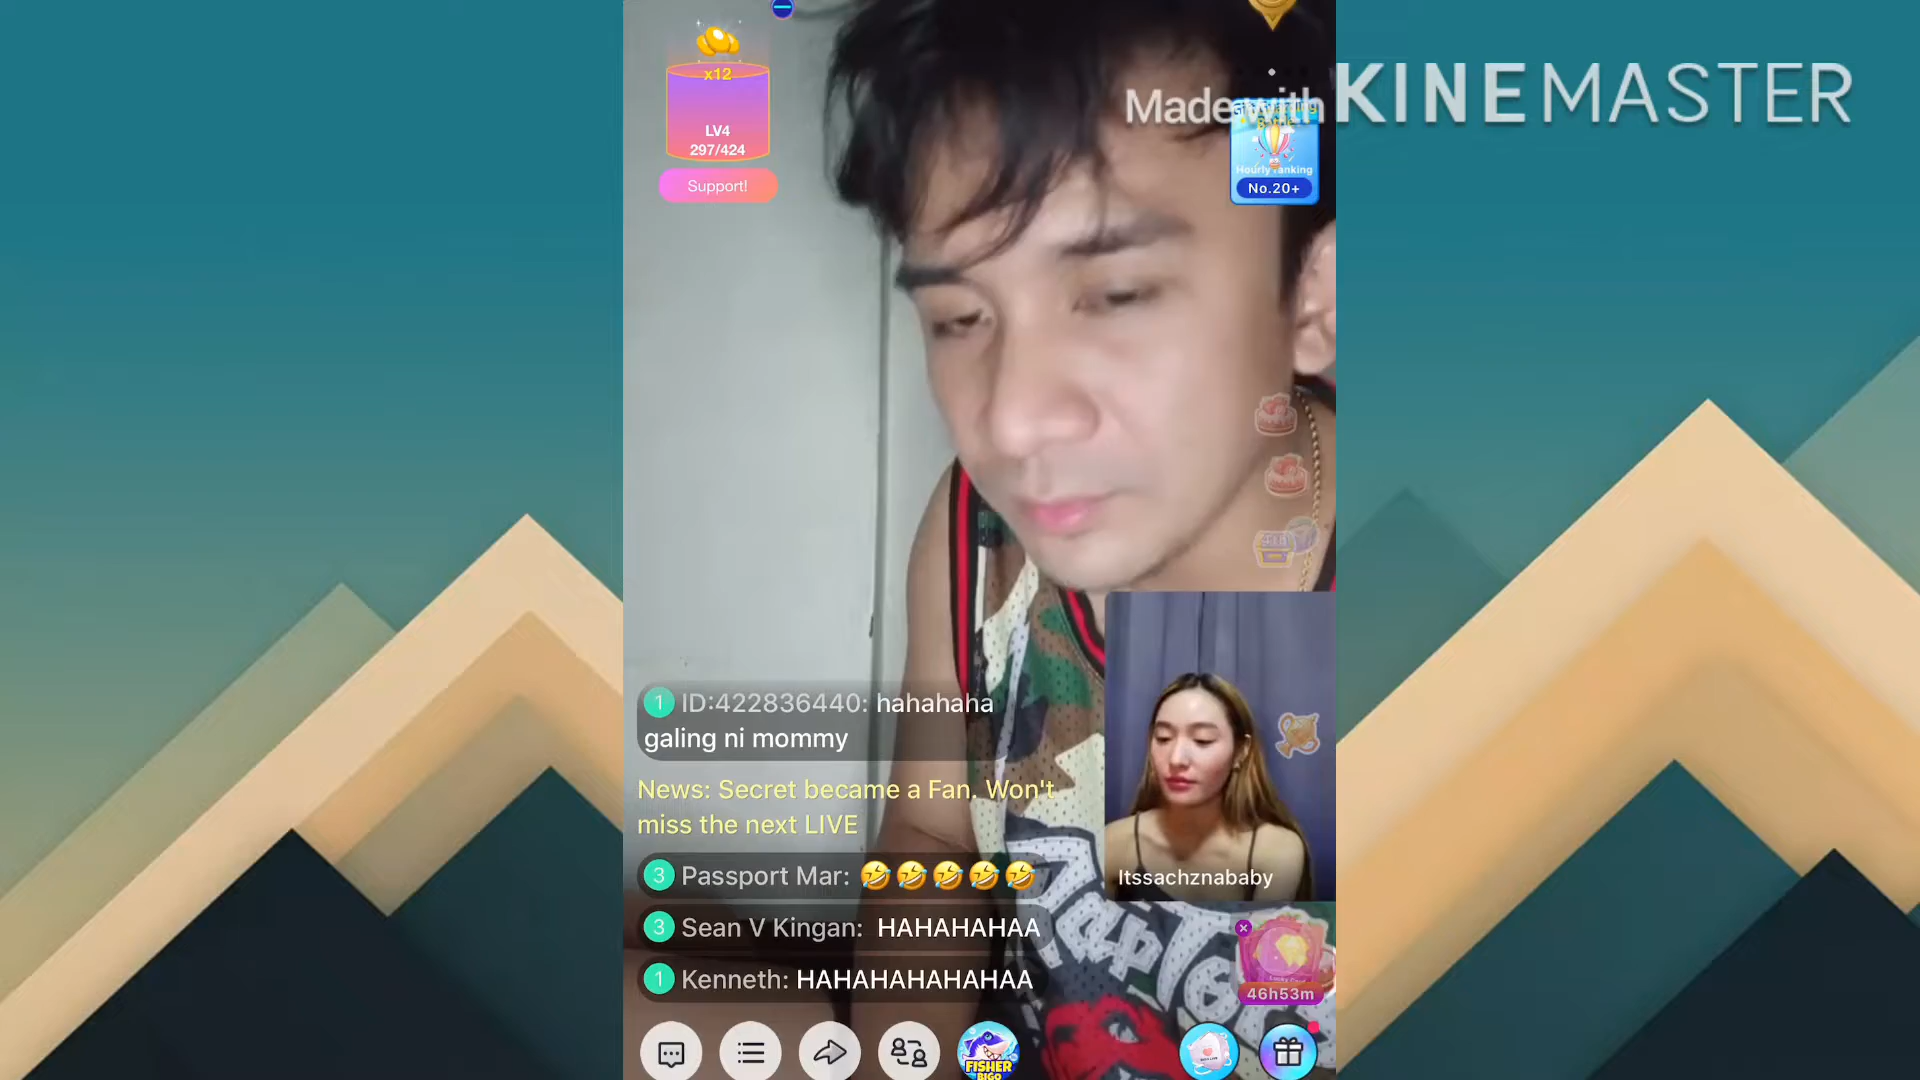 x12
LV4
297/424
Support!
Made with KINEMASTER
Hourly ranking
No.20+
1 ID:422836440: hahahaha
galing ni mommy
News: Secret became a Fan. Won't
miss the next LIVE
3 Passport Mar: 🤣🤣🤣🤣🤣
3 Sean V Kingan: HAHAHAHAA
1 Kenneth: HAHAHAHAHAHAA
Itssachznababy
46h53m
FISHER
BIGO